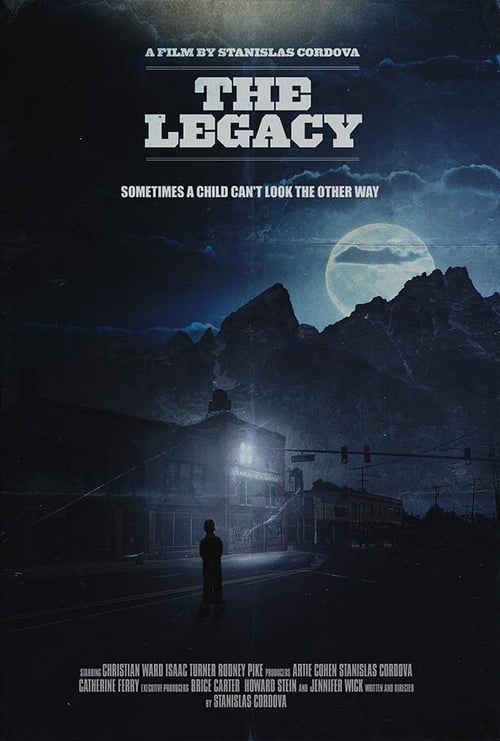 A FILM BY STANISLAS CORDOVA
THE
LEGACY
SOMETIMES A CHILD CAN'T LOOK THE OTHER WAY
STARRING CHRISTIAN WARD ISAAC TURNER RODNEY PIKE PRODUCERS ARTIE COHEN STANISLAS CORDOVA
CATHERINE FERRY EXECUTIVE PRODUCERS BRICE CARTER HOWARD STEIN AND JENNIFER WICK WRITTEN AND DIRECTED
BY STANISLAS CORDOVA